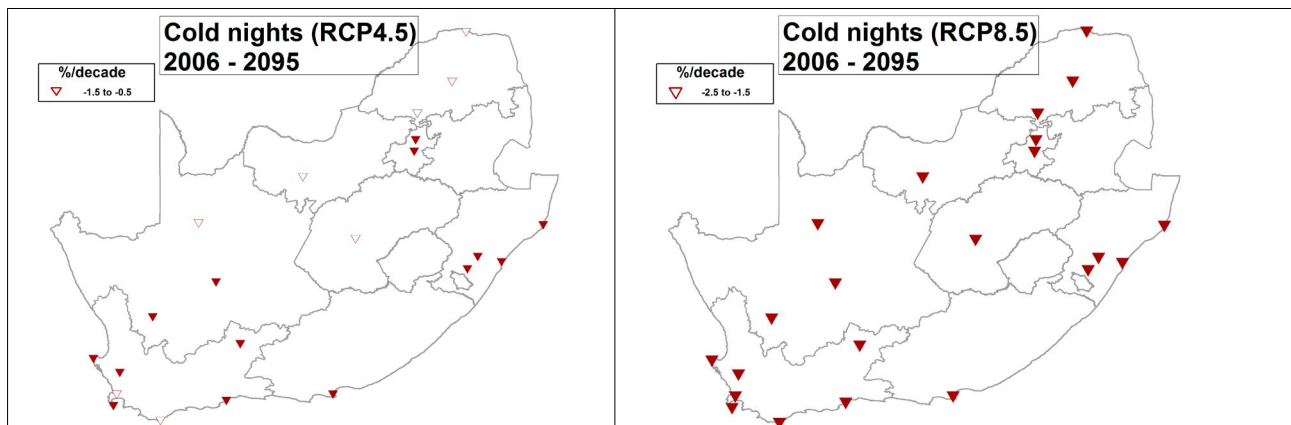 Cold nights (RCP4.5)
2006 - 2095
%/decade
-1.5 to -0.5
Cold nights (RCP8.5)
2006 - 2095
%/decade
-2.5 to -1.5